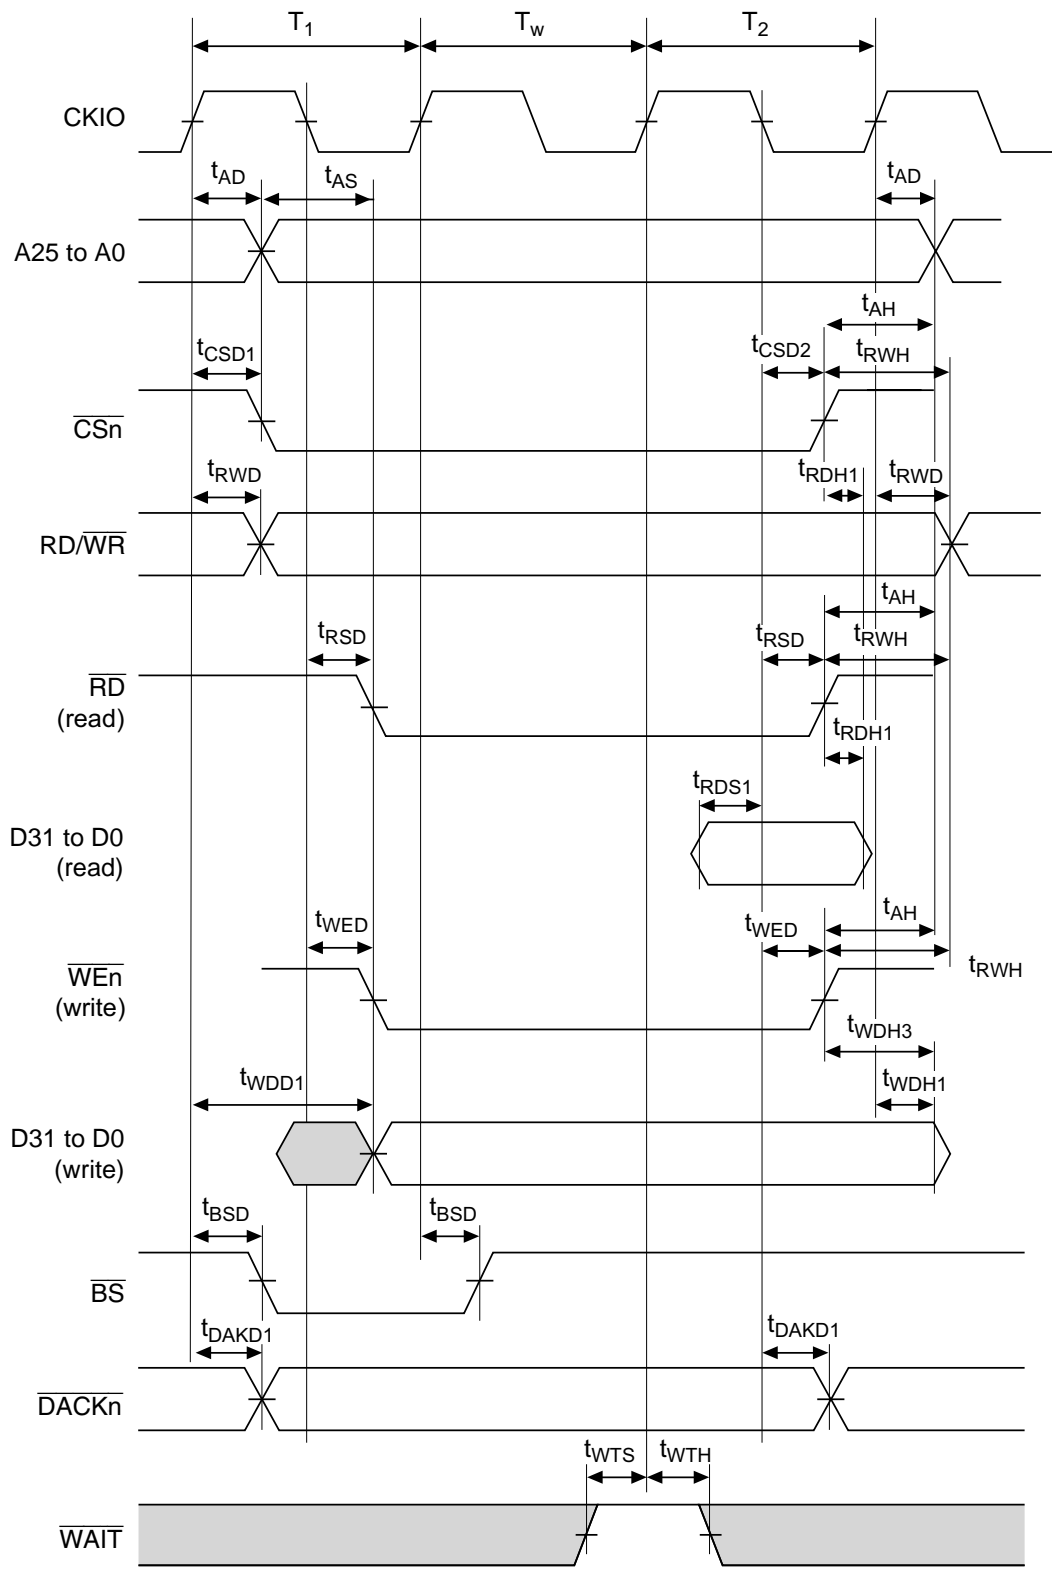 T1 Tw T2
CKIO
tAD tAS tAD
A25 to A0
tAH
tCSD1 tCSD2 tRWH
CSn
tRWD tRDH1 tRWD
RD/WR
tAH
tRSD tRSD tRWH
RD
(read)
tRDH1
tRDS1
D31 to D0
(read)
tAH
tWED tWED
WEn
(write)
tRWH
tWDH3
tWDD1 tWDH1
D31 to D0
(write)
tBSD tBSD
BS
tDAKD1 tDAKD1
DACKn
tWTS tWTH
WAIT